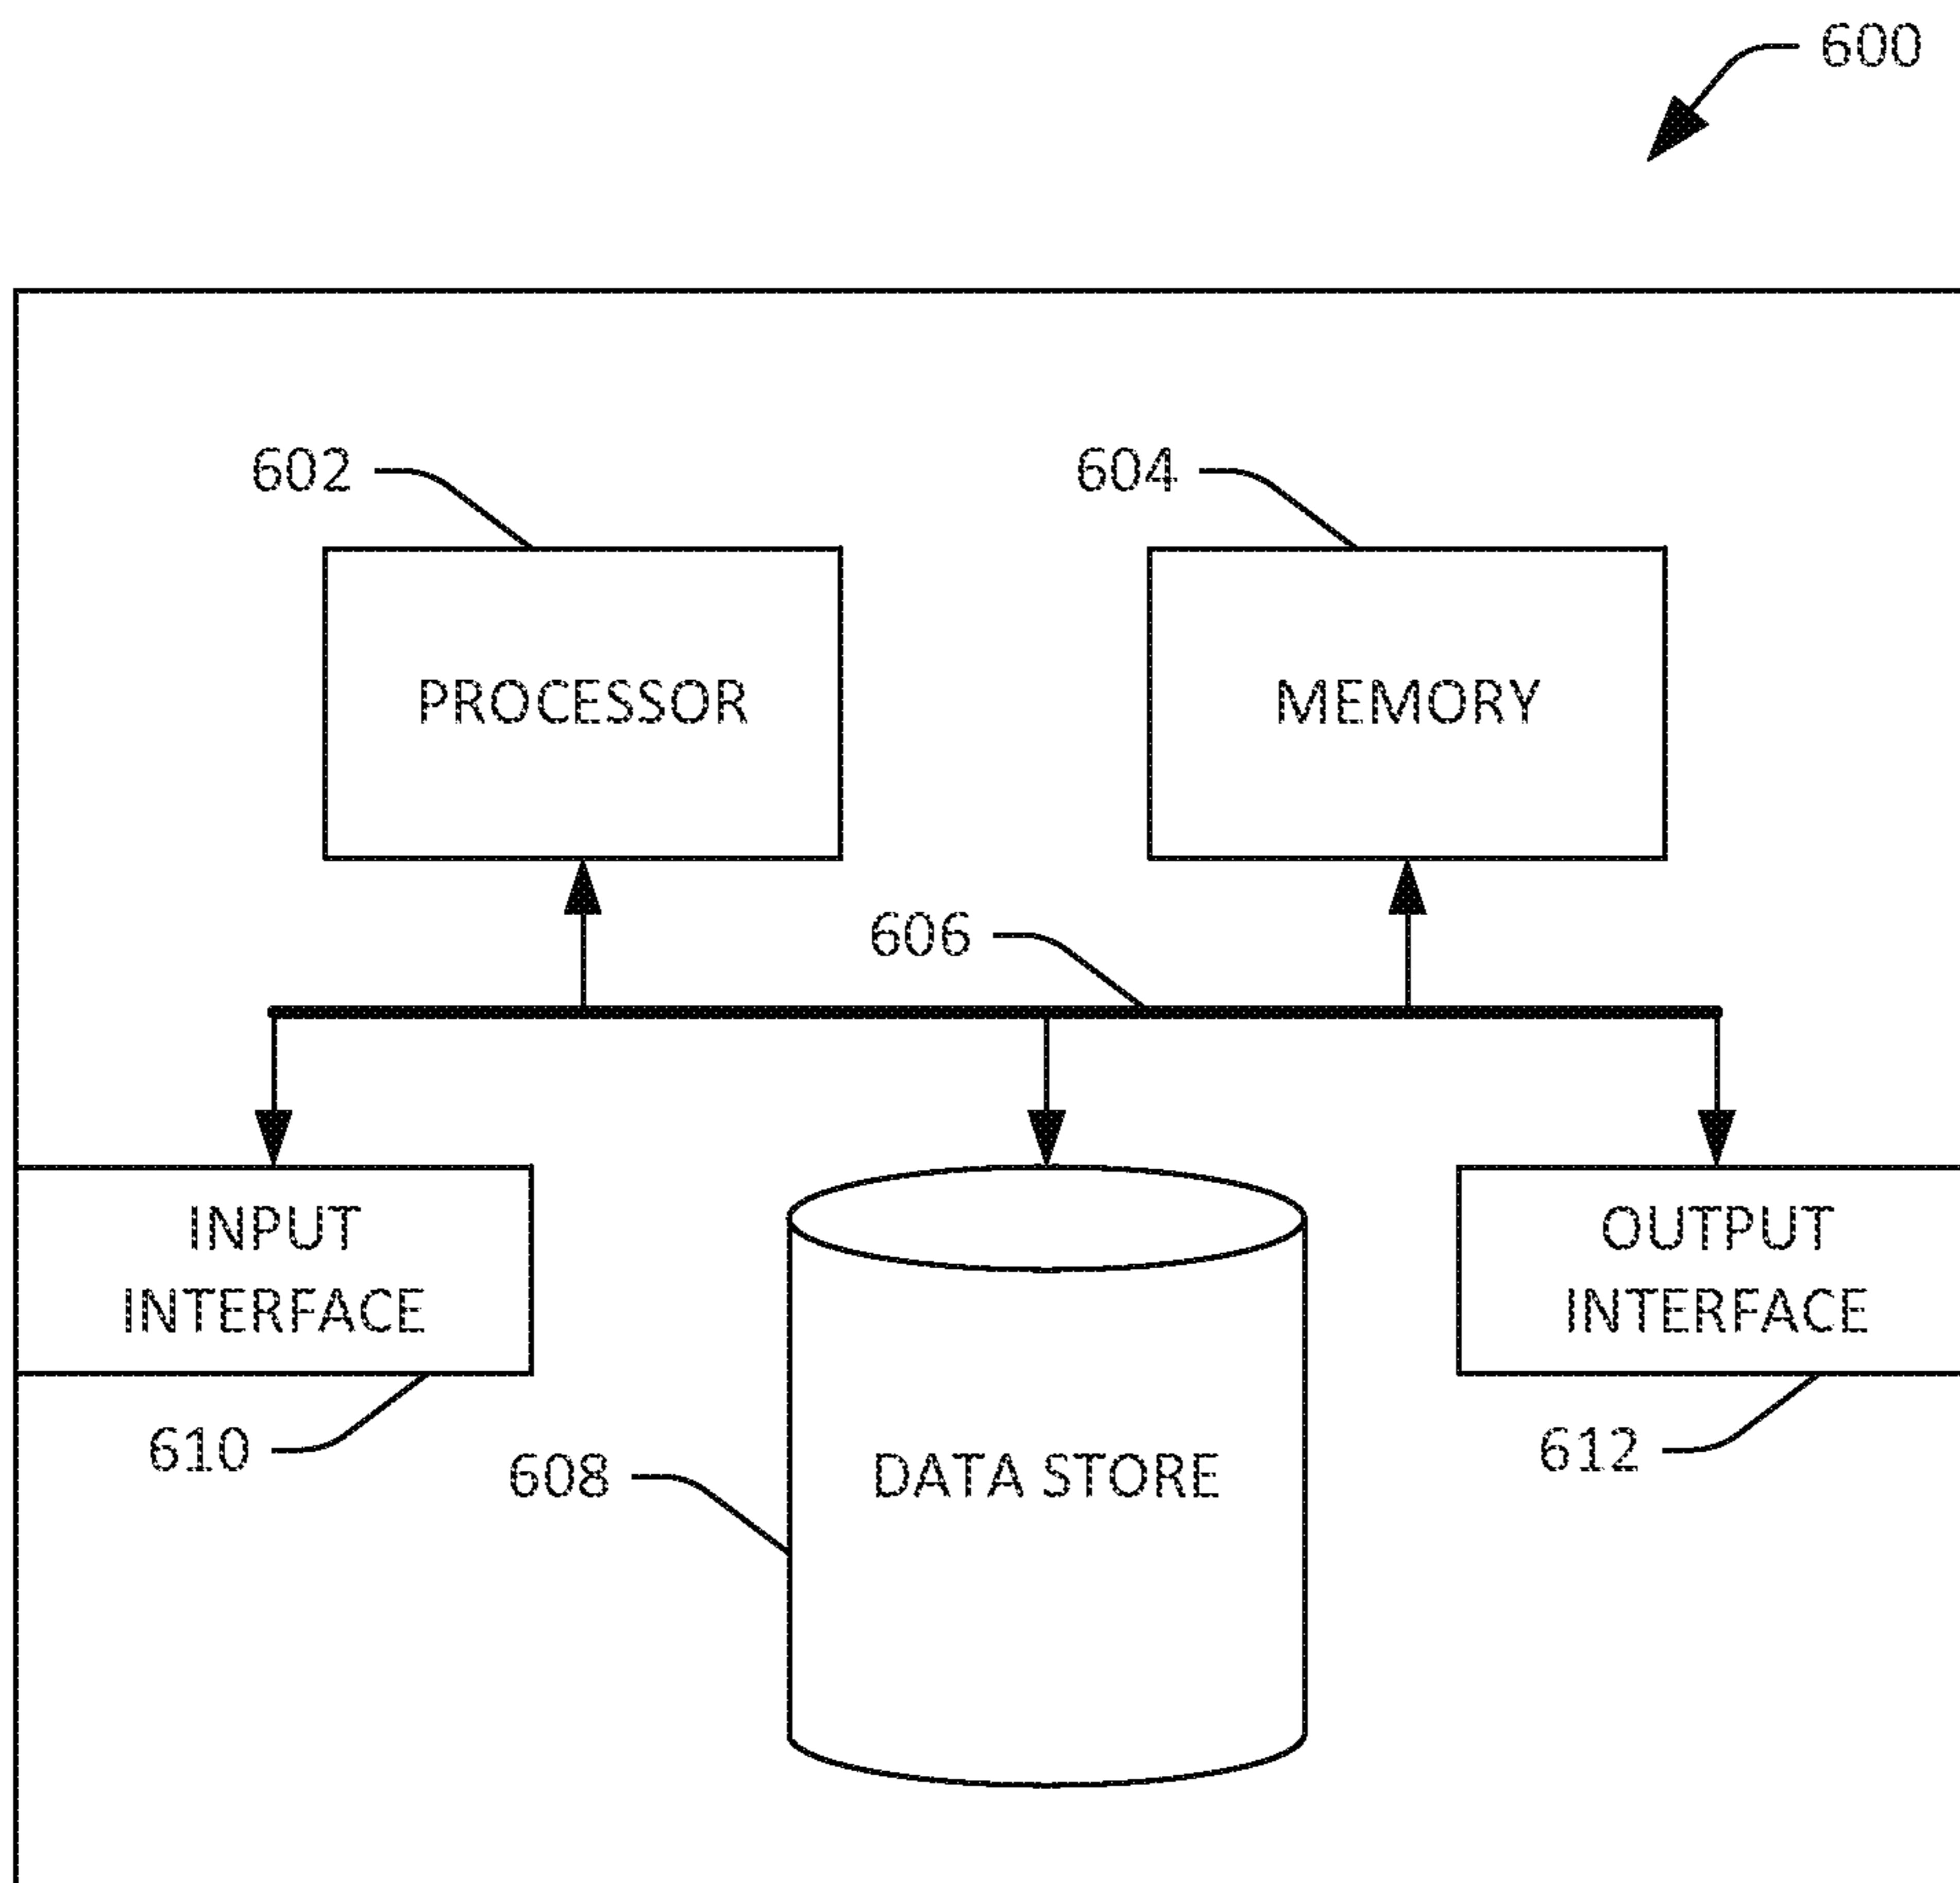 600
602
604
PROCESSOR
MEMORY
606
INPUT
INTERFACE
OUTPUT
INTERFACE
610
608
DATA STORE
612